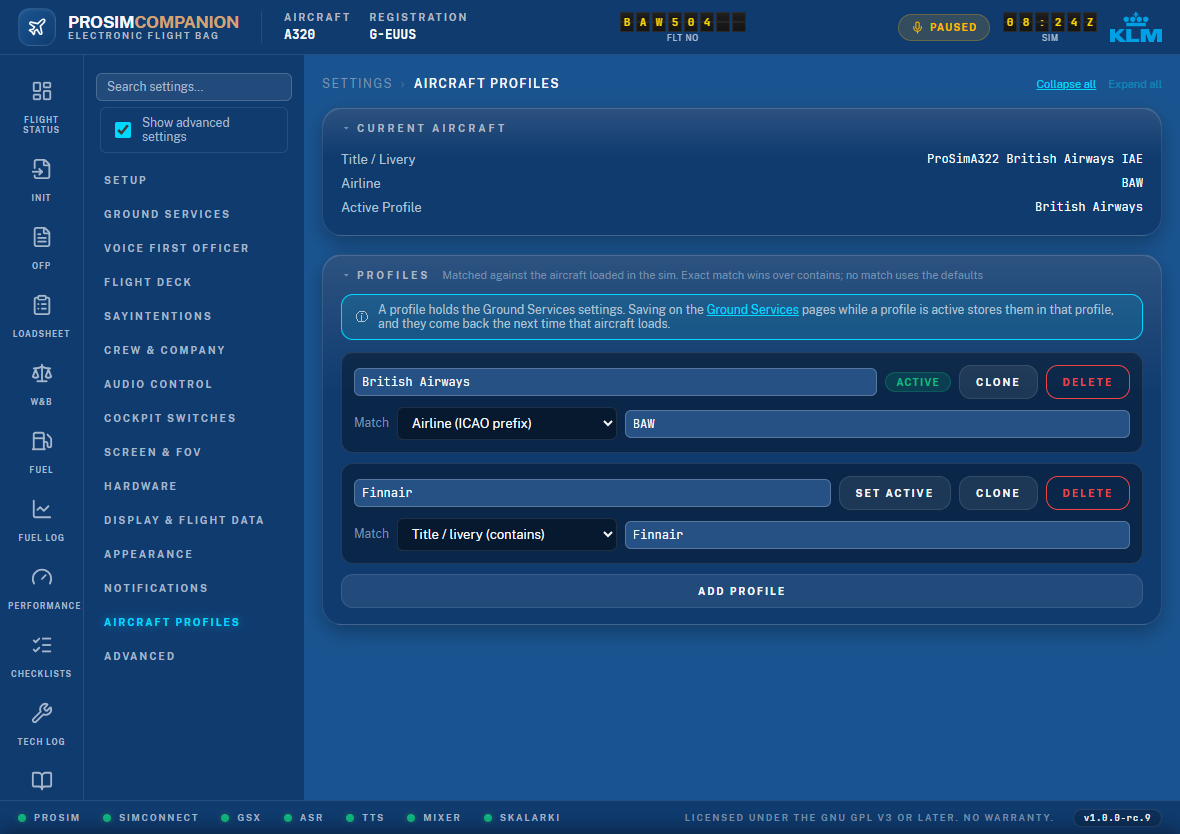 PROSIMCOMPANION
ELECTRONIC FLIGHT BAG
AIRCRAFT
A320
REGISTRATION
G-EUUS
BAW504
FLT NO
PAUSED
08:24Z
SIM
KLM
FLIGHT STATUS
INIT
OFP
LOADSHEET
W&B
FUEL
FUEL LOG
PERFORMANCE
CHECKLISTS
TECH LOG
Search settings...
Show advanced
settings
SETUP
GROUND SERVICES
VOICE FIRST OFFICER
FLIGHT DECK
SAYINTENTIONS
CREW & COMPANY
AUDIO CONTROL
COCKPIT SWITCHES
SCREEN & FOV
HARDWARE
DISPLAY & FLIGHT DATA
APPEARANCE
NOTIFICATIONS
AIRCRAFT PROFILES
ADVANCED
SETTINGS › AIRCRAFT PROFILES
Collapse all Expand all
CURRENT AIRCRAFT
Title / Livery ProSimA322 British Airways IAE
Airline BAW
Active Profile British Airways
PROFILES Matched against the aircraft loaded in the sim. Exact match wins over contains; no match uses the defaults
A profile holds the Ground Services settings. Saving on the Ground Services pages while a profile is active stores them in that profile,
and they come back the next time that aircraft loads.
British Airways ACTIVE CLONE DELETE
Match Airline (ICAO prefix) BAW
Finnair SET ACTIVE CLONE DELETE
Match Title / livery (contains) Finnair
ADD PROFILE
PROSIM SIMCONNECT GSX ASR TTS MIXER SKALARKI LICENSED UNDER THE GNU GPL V3 OR LATER. NO WARRANTY. v1.0.0-rc.9